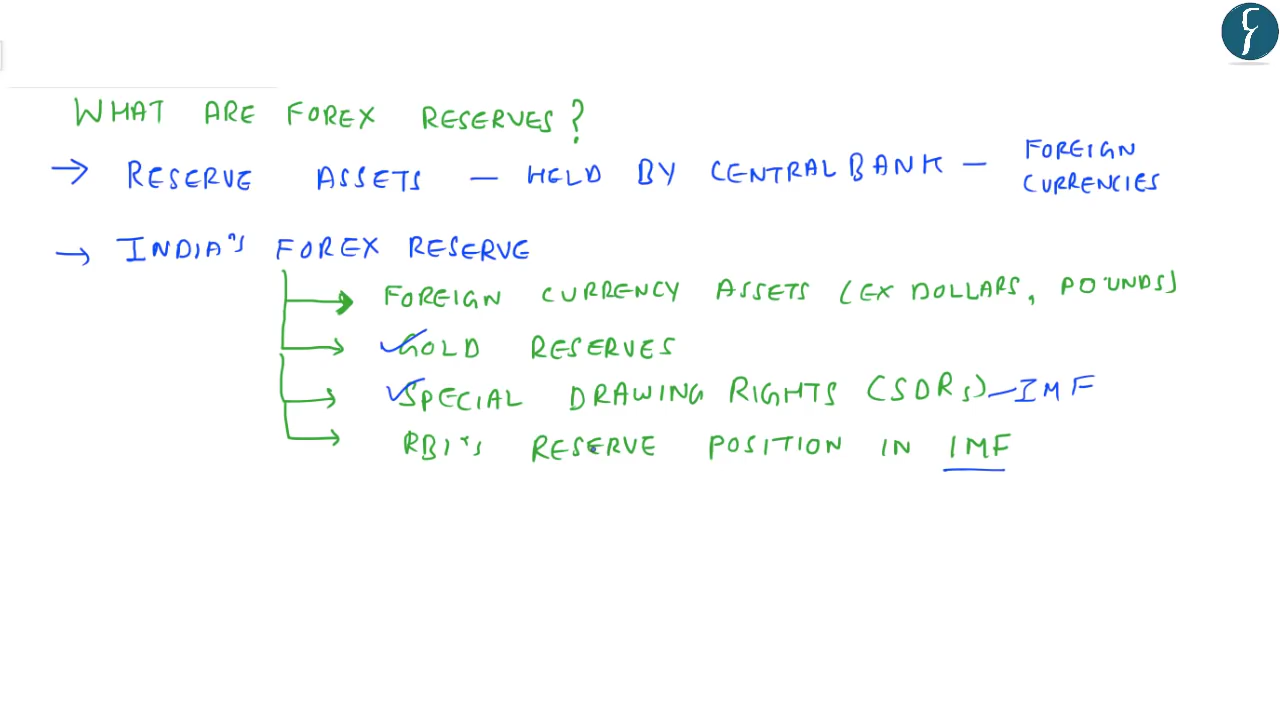 WHAT ARE FOREX RESERVES?
→ RESERVE ASSETS — HELD BY CENTRAL BANK — FOREIGN CURRENCIES
→ INDIA'S FOREX RESERVE
→ FOREIGN CURRENCY ASSETS (EX DOLLARS, POUNDS)
→ GOLD RESERVES
→ SPECIAL DRAWING RIGHTS (SDRs) — IMF
→ RBI'S RESERVE POSITION IN IMF